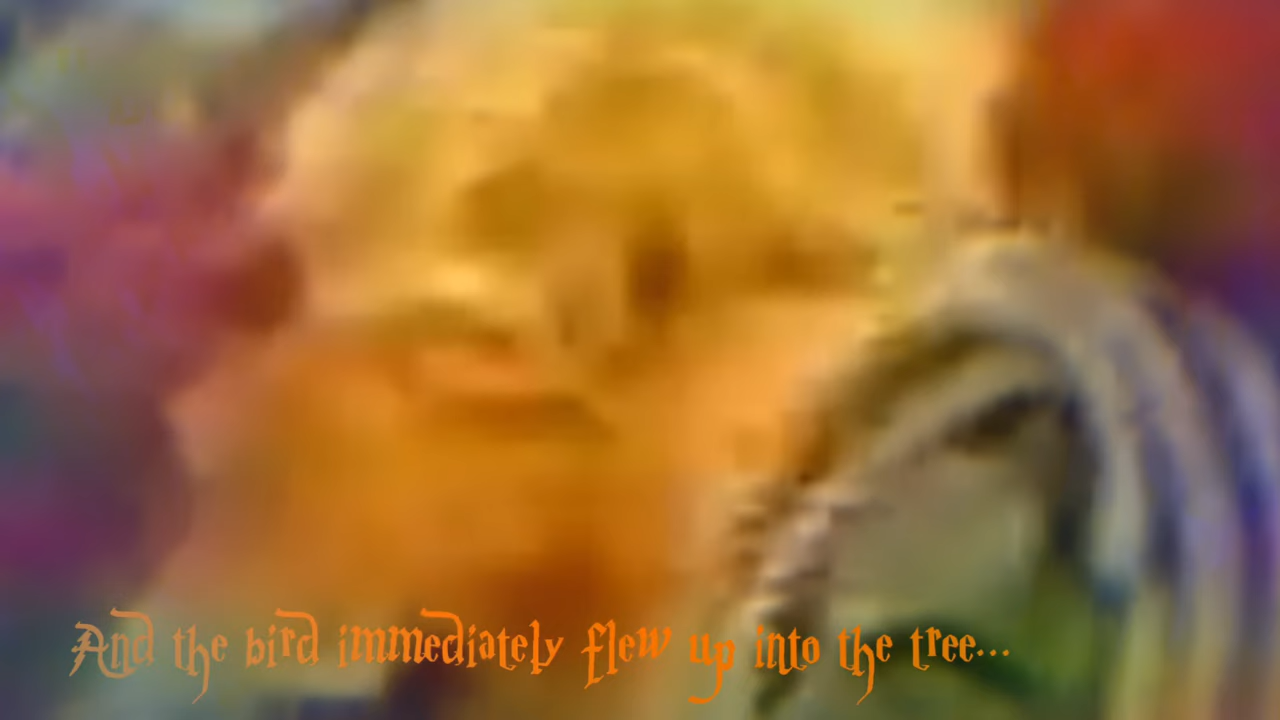 And the bird immediately flew up into the tree...